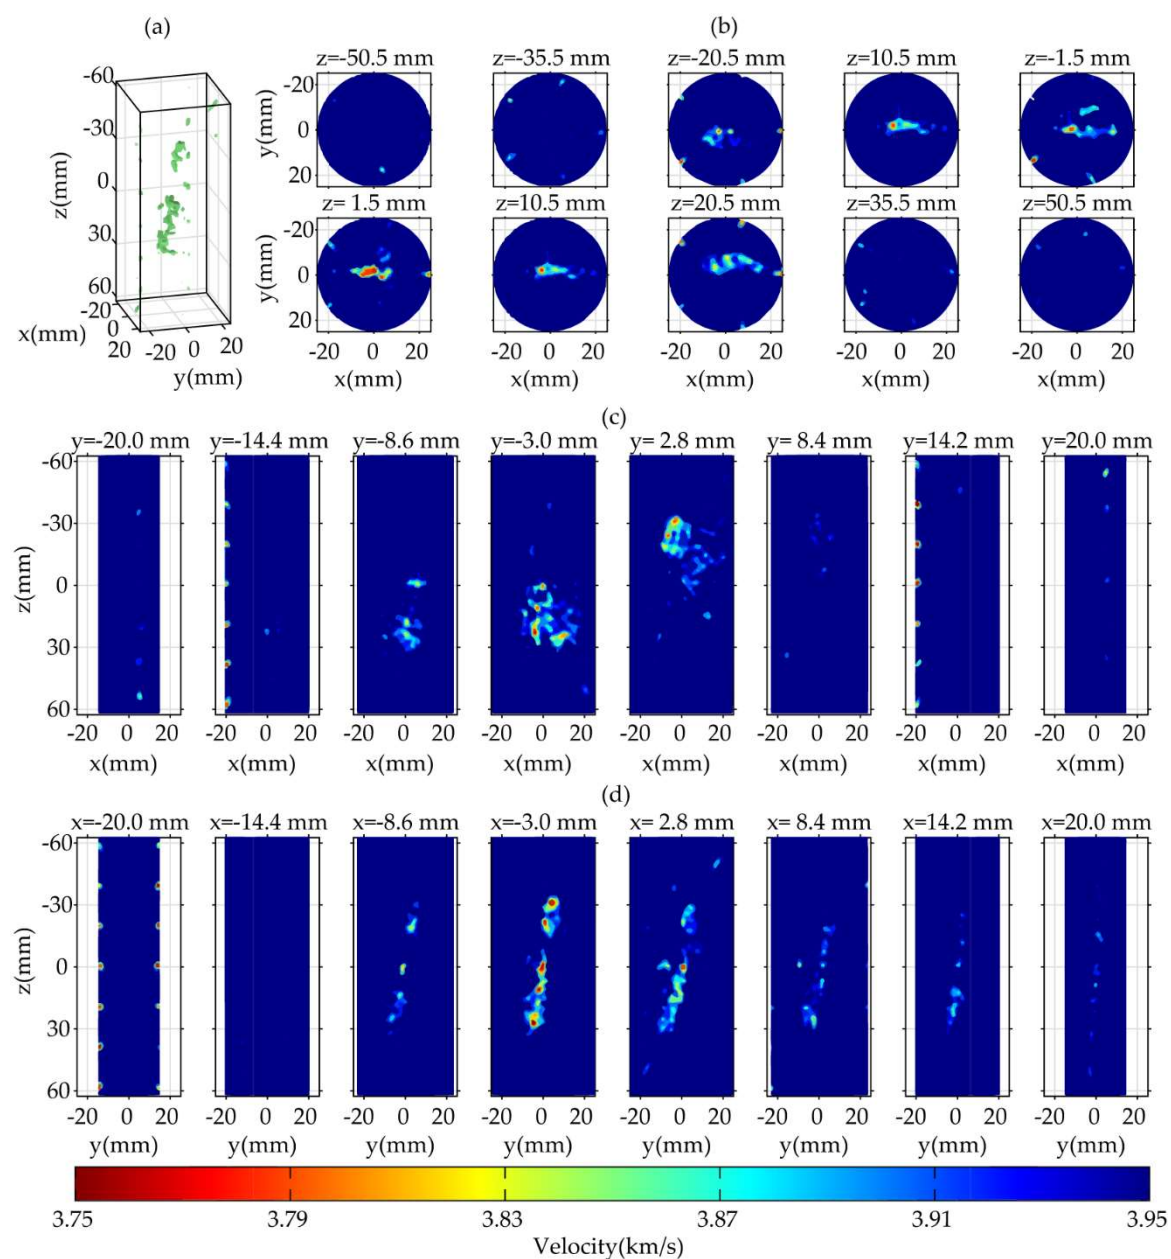 (a) (b)
z=-50.5 mm z=-35.5 mm z=-20.5 mm z=10.5 mm z=-1.5 mm
-60 -30 0 30 60
z(mm)
-20 0 20
x(mm)
-20 0 20
y(mm)
-20 0 20
y(mm)
z= 1.5 mm z=10.5 mm z=20.5 mm z=35.5 mm z=50.5 mm
-20 0 20
y(mm)
-20 0 20 -20 0 20 -20 0 20 -20 0 20 -20 0 20
x(mm) x(mm) x(mm) x(mm) x(mm)
(c)
y=-20.0 mm y=-14.4 mm y=-8.6 mm y=-3.0 mm y= 2.8 mm y= 8.4 mm y=14.2 mm y=20.0 mm
-60
-30
0
30
60
z(mm)
-20 0 20 -20 0 20 -20 0 20 -20 0 20 -20 0 20 -20 0 20 -20 0 20 -20 0 20
x(mm) x(mm) x(mm) x(mm) x(mm) x(mm) x(mm) x(mm)
(d)
x=-20.0 mm x=-14.4 mm x=-8.6 mm x=-3.0 mm x= 2.8 mm x= 8.4 mm x=14.2 mm x=20.0 mm
-60
-30
0
30
60
z(mm)
-20 0 20 -20 0 20 -20 0 20 -20 0 20 -20 0 20 -20 0 20 -20 0 20 -20 0 20
y(mm) y(mm) y(mm) y(mm) y(mm) y(mm) y(mm) y(mm)
3.75 3.79 3.83 3.87 3.91 3.95
Velocity(km/s)